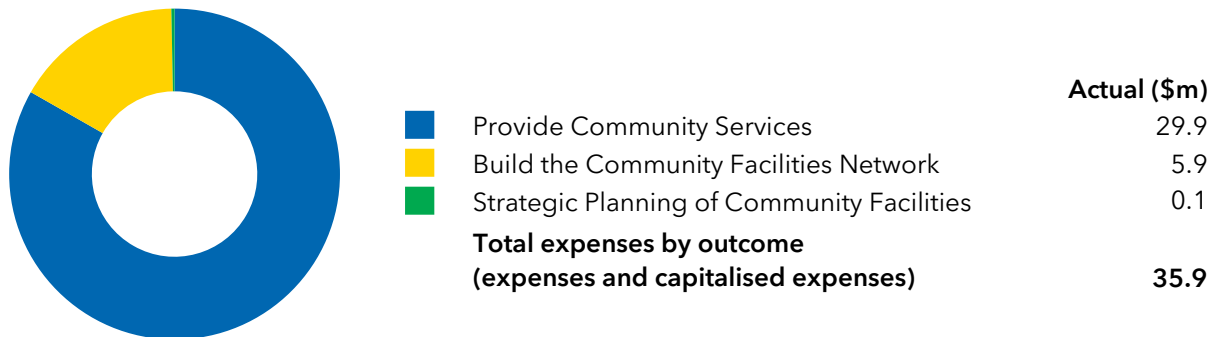 Actual ($m)
Provide Community Services 29.9
Build the Community Facilities Network 5.9
Strategic Planning of Community Facilities 0.1
Total expenses by outcome
(expenses and capitalised expenses) 35.9